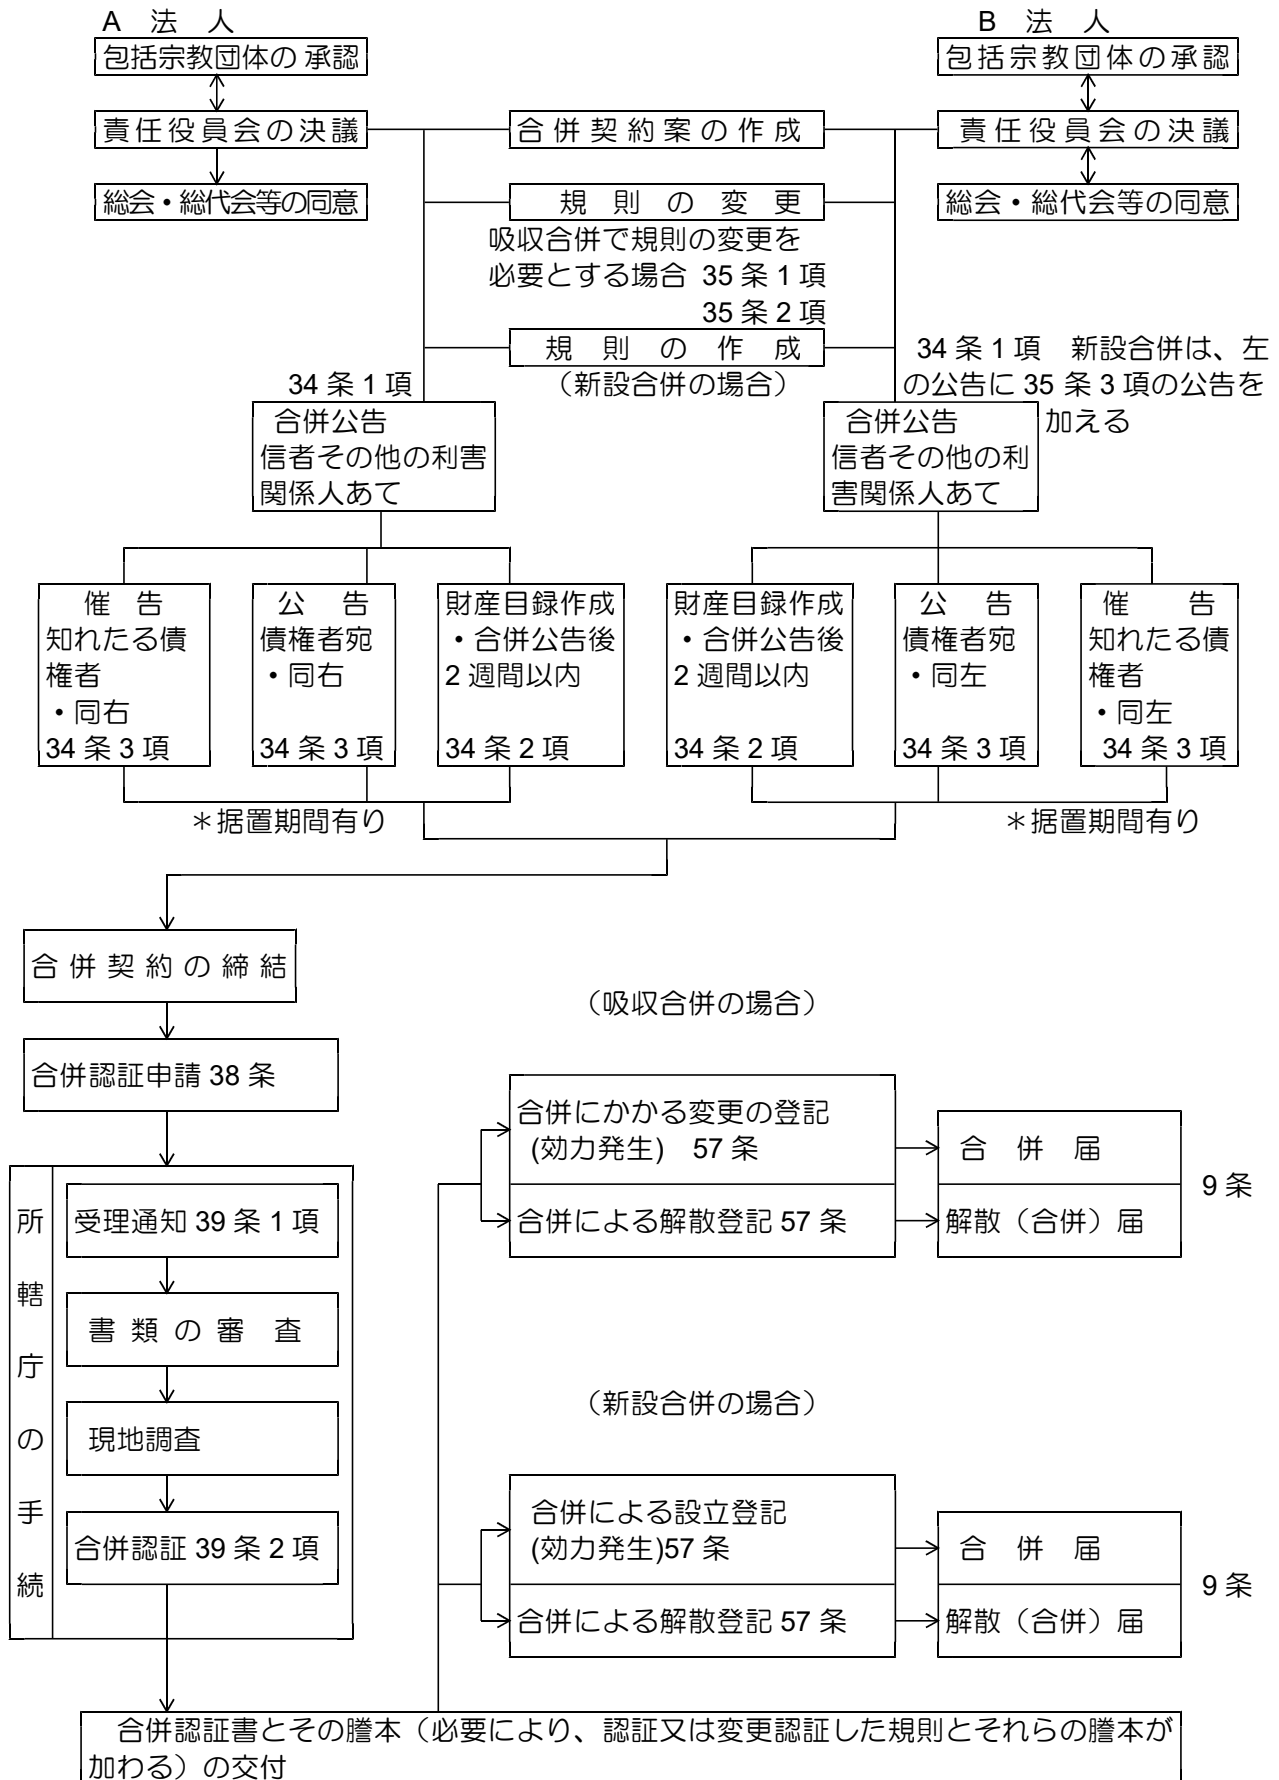 A　法　人
B　法　人
包括宗教団体の 承認
包括宗教団体の承認
責任役員会の決議
合併契約案の作成
責任役員会の決議
総会・総代会等の同意
規　則　の　変　更
総会・総代会等の同意
吸収合併で規則の変更を
必要とする場合 35 条 1 項
35 条 2 項
規　則　の　作　成
（新設合併の場合）
34 条 1 項
34 条 1 項　新設合併は、左
の公告に 35 条 3 項の公告を
加える
合併公告
信者その他の利害
関係人あて
合併公告
信者その他の利
害関係人あて
催　告
知れたる債
権者
・同右
34 条 3 項
公　告
債権者宛
・同右
34 条 3 項
財産目録作成
・合併公告後
2 週間以内
34 条 2 項
財産目録作成
・合併公告後
2 週間以内
34 条 2 項
公　告
債権者宛
・同左
34 条 3 項
催　　告
知れたる債
権者
・同左
34 条 3 項
＊据置期間有り
＊据置期間有り
合併契約の締結
合併認証申請 38 条
所轄庁の手続
受理通知 39 条 1 項
書類の審　査
現地調査
合併認証 39 条 2 項
（吸収合併の場合）
合併にかかる変更の登記
(効力発生)　57 条
合　併　届
合併による解散登記 57 条
解散（合併）届
9 条
（新設合併の場合）
合併による設立登記
(効力発生)57 条
合　併　届
合併による解散登記 57 条
解散（合併）届
9 条
合併認証書とその謄本（必要により、認証又は変更認証した規則とそれらの謄本が
加わる）の交付